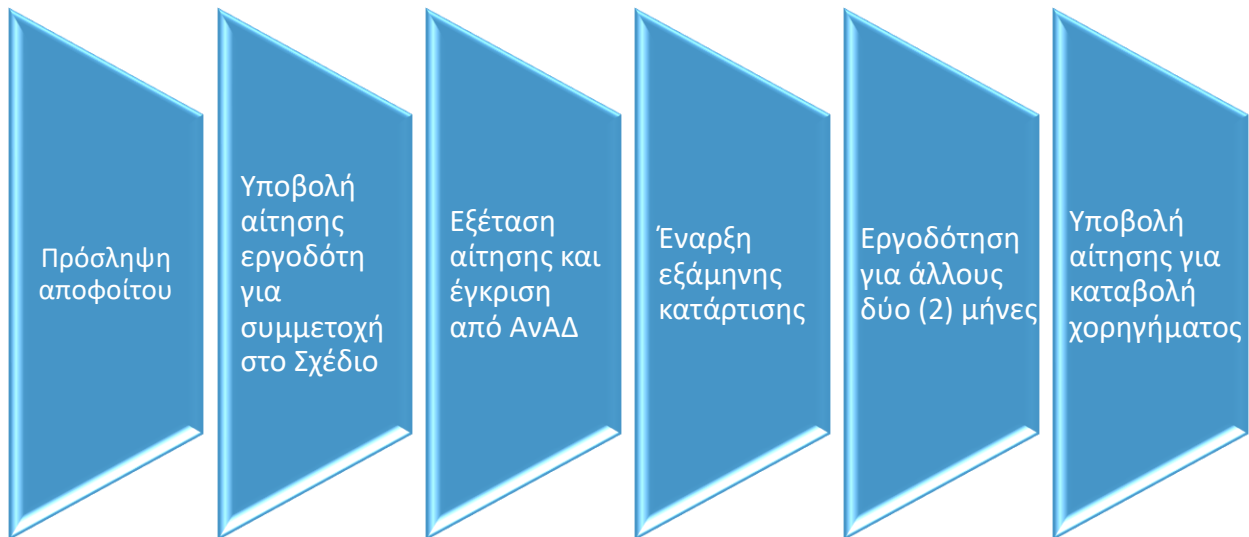 Πρόσληψη
αποφοίτου
Υποβολή
αίτησης
εργοδότη
για
συμμετοχή
στο Σχέδιο
Εξέταση
αίτησης και
έγκριση
από ΑνΑΔ
Έναρξη
εξάμηνης
κατάρτισης
Εργοδότηση
για άλλους
δύο (2) μήνες
Υποβολή
αίτησης για
καταβολή
χορηγήματος